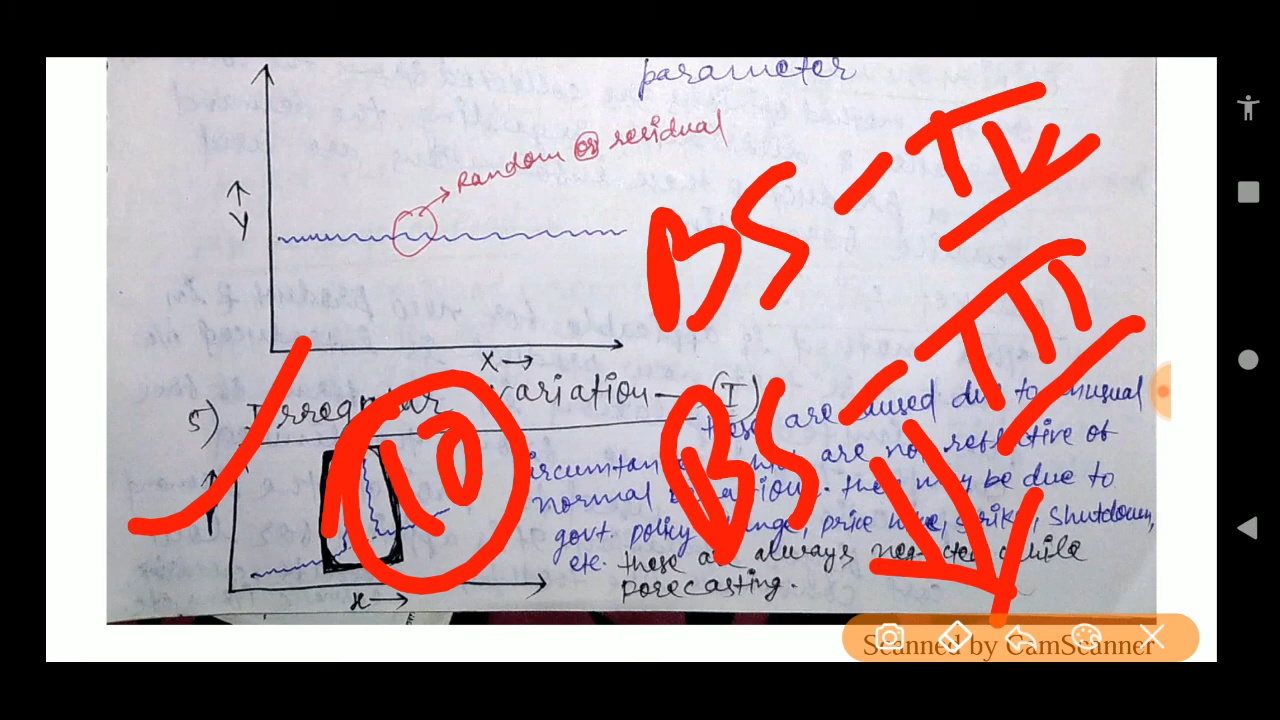 parameter
Random or residual
Y
X
BS-IV
5) Irregular variation - (I)
BS-III
these are caused due to unusual
circumstances which are not reflective of
normal
10
they may be due to
govt. policy change, price hike, strike, shutdown,
etc. these are always neglected while
forecasting.
x
Scanned by CamScanner